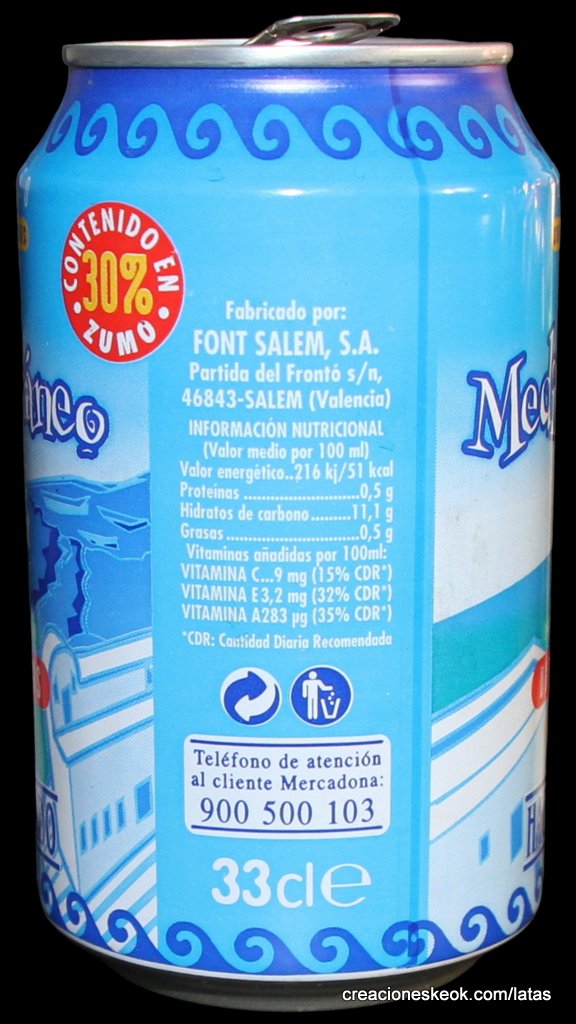 CONTENIDO EN
30%
ZUMO
Fabricado por:
FONT SALEM, S.A.
Partida del Frontó s/n,
46843-SALEM (Valencia)
INFORMACIÓN NUTRICIONAL
(Valor medio por 100 ml)
Valor energético..216 kj/51 kcal
Proteínas ............................0,5 g
Hidratos de carbono.........11,1 g
Grasas................................0,5 g
Vitaminas añadidas por 100ml:
VITAMINA C...9 mg (15% CDR*)
VITAMINA E3,2 mg (32% CDR*)
VITAMINA A283 µg (35% CDR*)
*CDR: Cantidad Diaria Recomendada
Teléfono de atención
al cliente Mercadona:
900 500 103
33cl e
creacioneskeok.com/latas